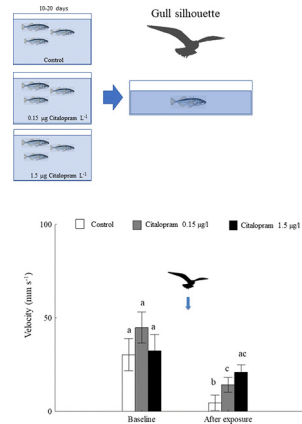 10-20 days
Gull silhouette
Control
0.15 µg Citalopram L-1
1.5 µg Citalopram L-1
Control
Citalopram 0.15 µg/l
Citalopram 1.5 µg/l
100
50
0
Velocity (mm s-1)
a
a
a
b
c
ac
Baseline
After exposure